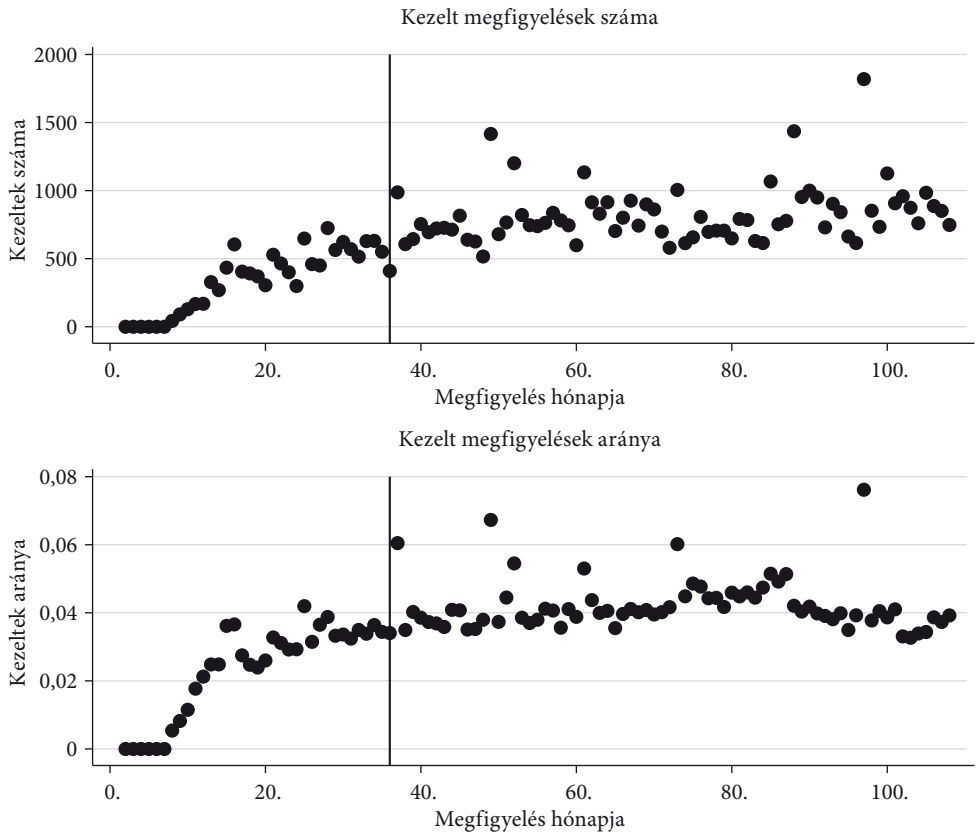 Kezelt megfigyelések száma
Kezeltek száma
2000
1500
1000
500
0
0. 20. 40. 60. 80. 100.
Megfigyelés hónapja
Kezelt megfigyelések aránya
Kezeltek aránya
0,08
0,06
0,04
0,02
0
0. 20. 40. 60. 80. 100.
Megfigyelés hónapja